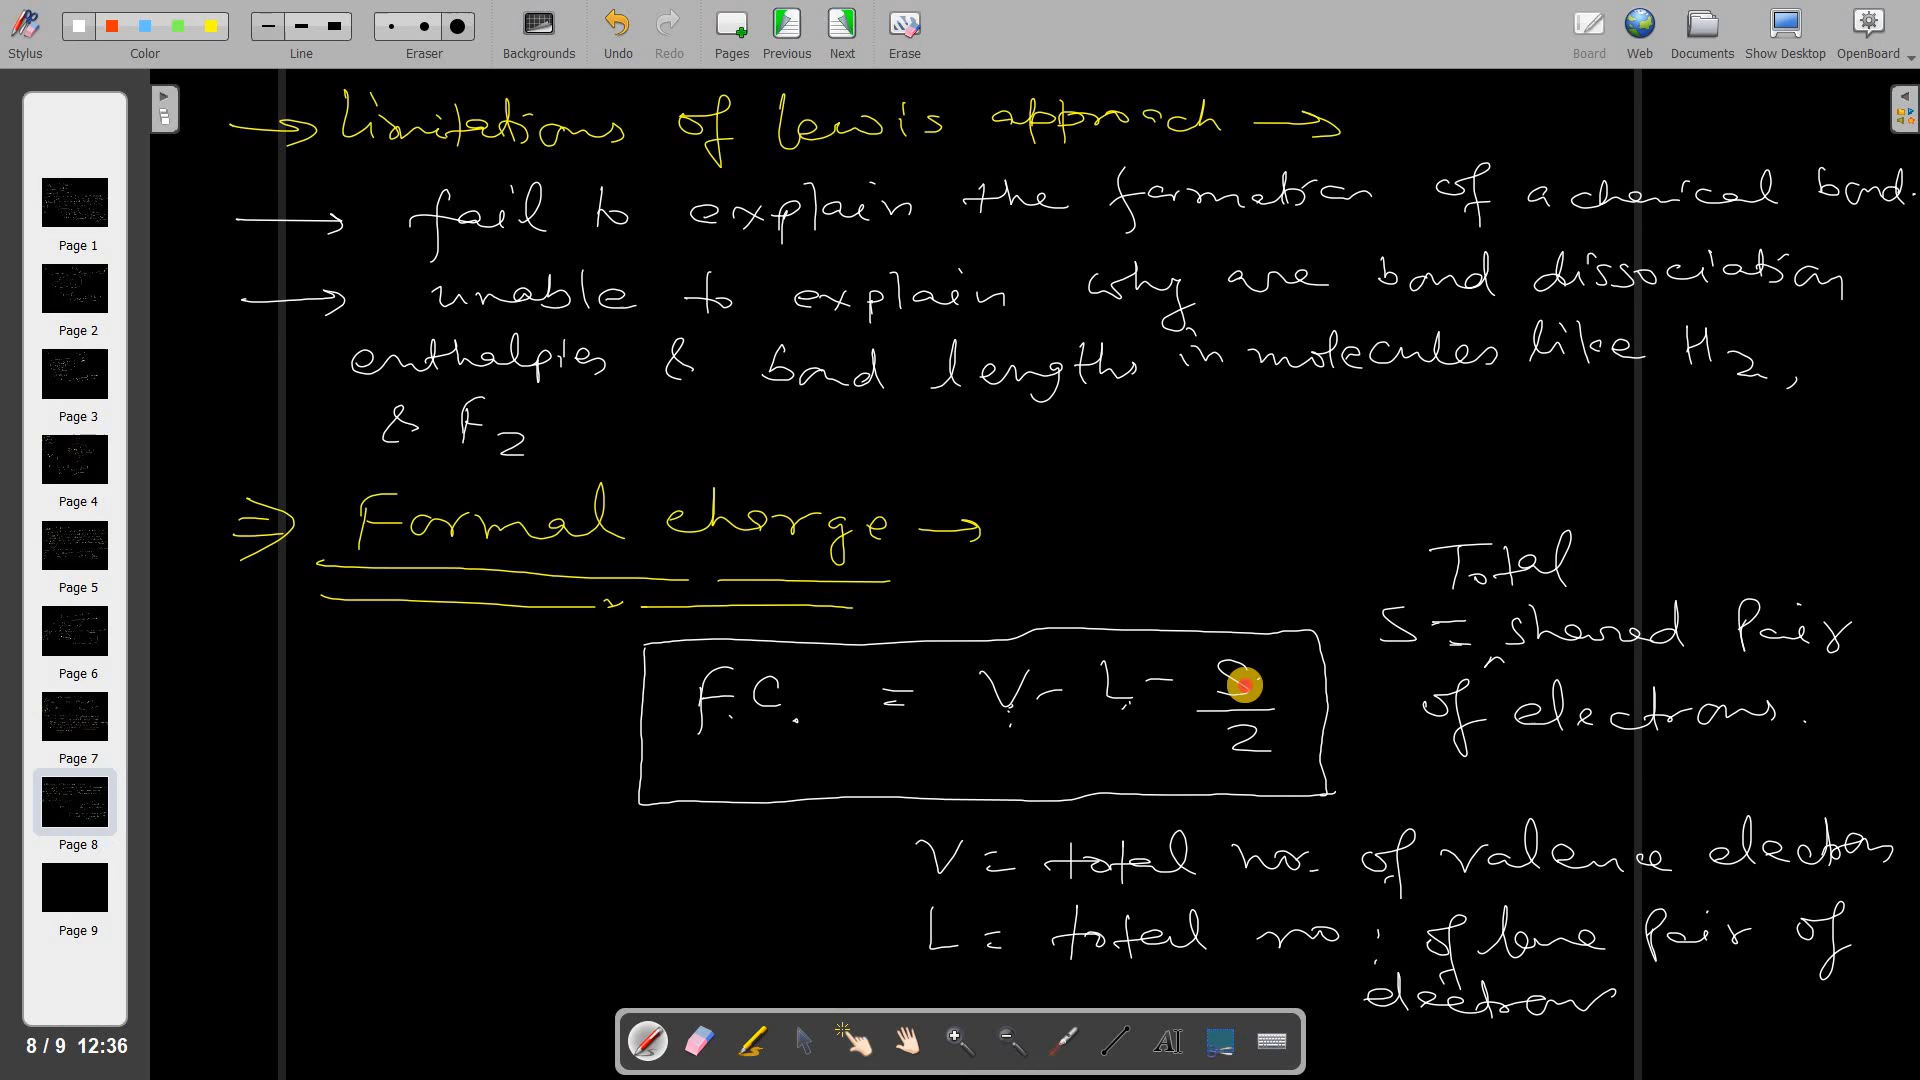 Stylus Color Line Eraser Backgrounds Undo Redo Pages Previous Next Erase Board Web Documents Show Desktop OpenBoard
→ limitations of lewis approach →
→ fail to explain the formation of a chemical bond.
→ unable to explain why are bond dissociation
enthalpies & bond lengths in molecules like H2,
& F2
⇒ Formal charge →
Total
S = shared Pair
of electrons.
F.C. = V - L - S/2
V = total no. of valence electrons
L = total no. of lone pair of
electrons
Page 1
Page 2
Page 3
Page 4
Page 5
Page 6
Page 7
Page 8
Page 9
8 / 9 12:36